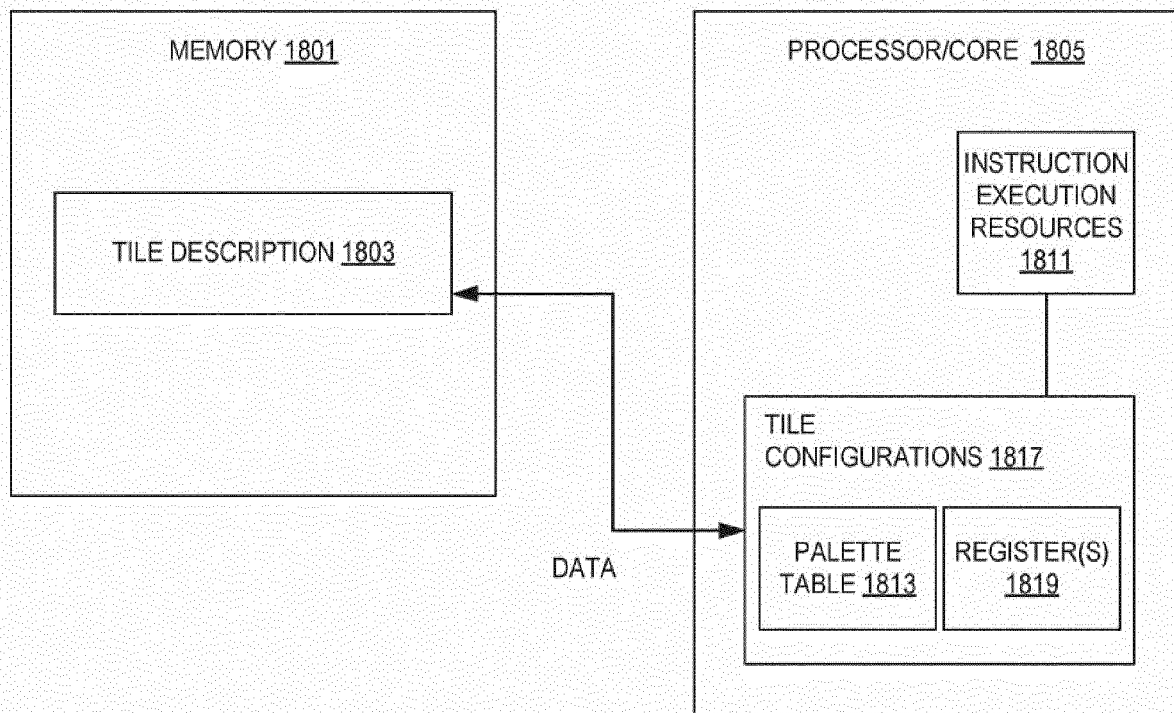 MEMORY 1801
PROCESSOR/CORE 1805
INSTRUCTION
EXECUTION
RESOURCES
1811
TILE DESCRIPTION 1803
TILE
CONFIGURATIONS 1817
DATA
PALETTE
TABLE 1813
REGISTER(S)
1819